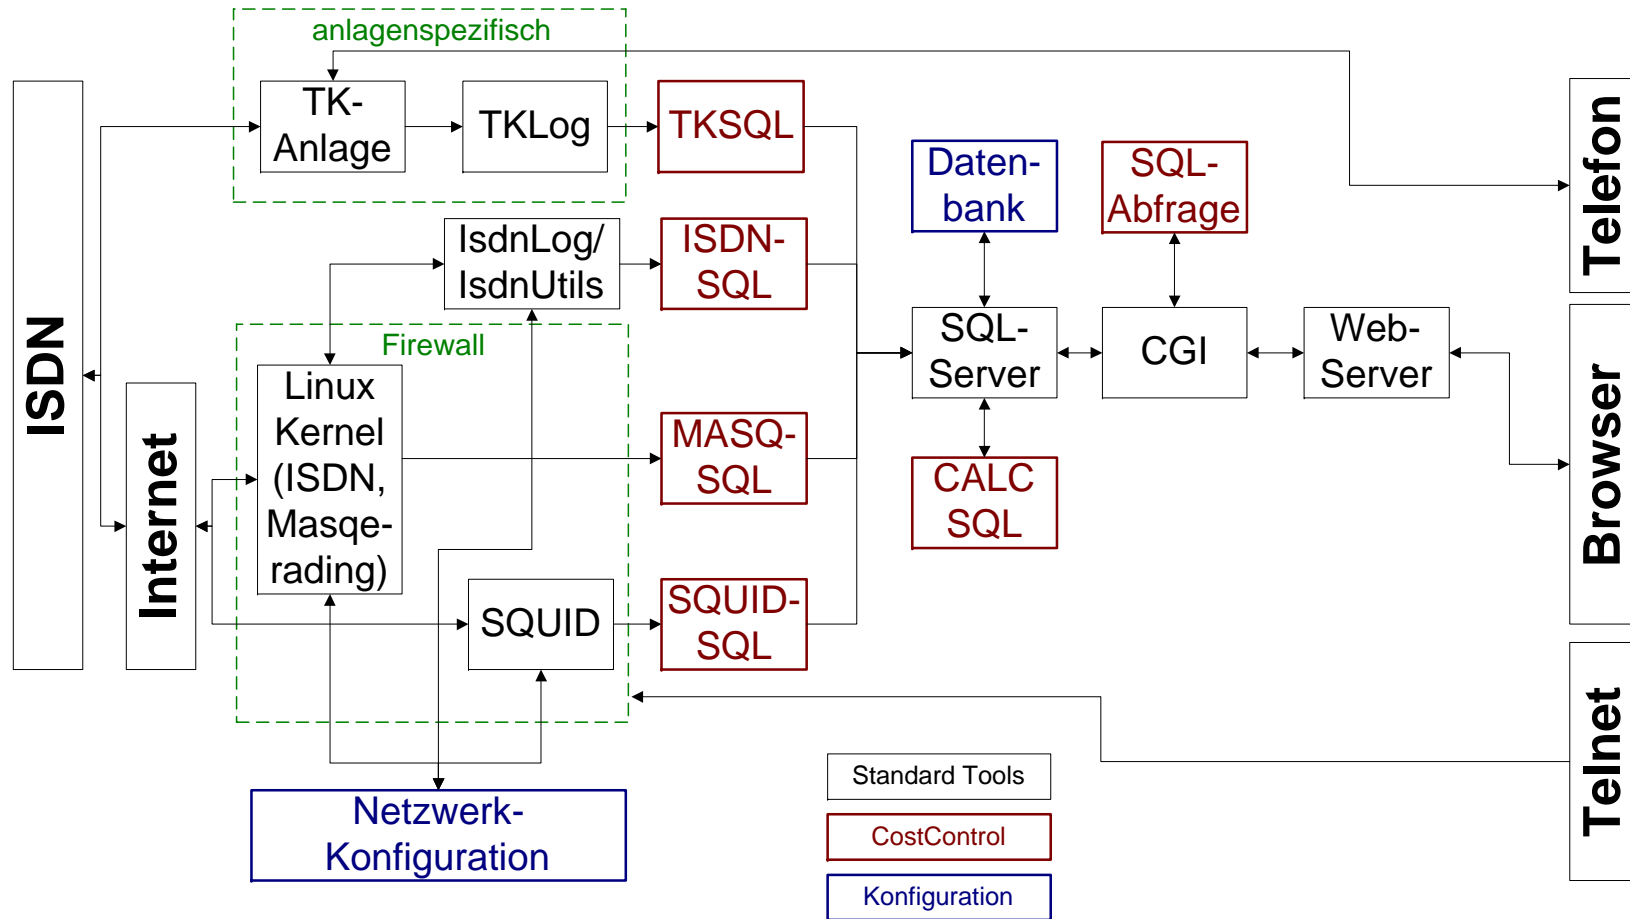 anlagenspezifisch
TK-
Anlage
TKLog
TKSQL
IsdnLog/
IsdnUtils
ISDN-
SQL
Daten-
bank
SQL-
Abfrage
Telefon
ISDN
Internet
Firewall
Linux
Kernel
(ISDN,
Masqe-
rading)
MASQ-
SQL
SQL-
Server
CGI
Web-
Server
Browser
CALC
SQL
SQUID
SQUID-
SQL
Telnet
Netzwerk-
Konfiguration
Standard Tools
CostControl
Konfiguration